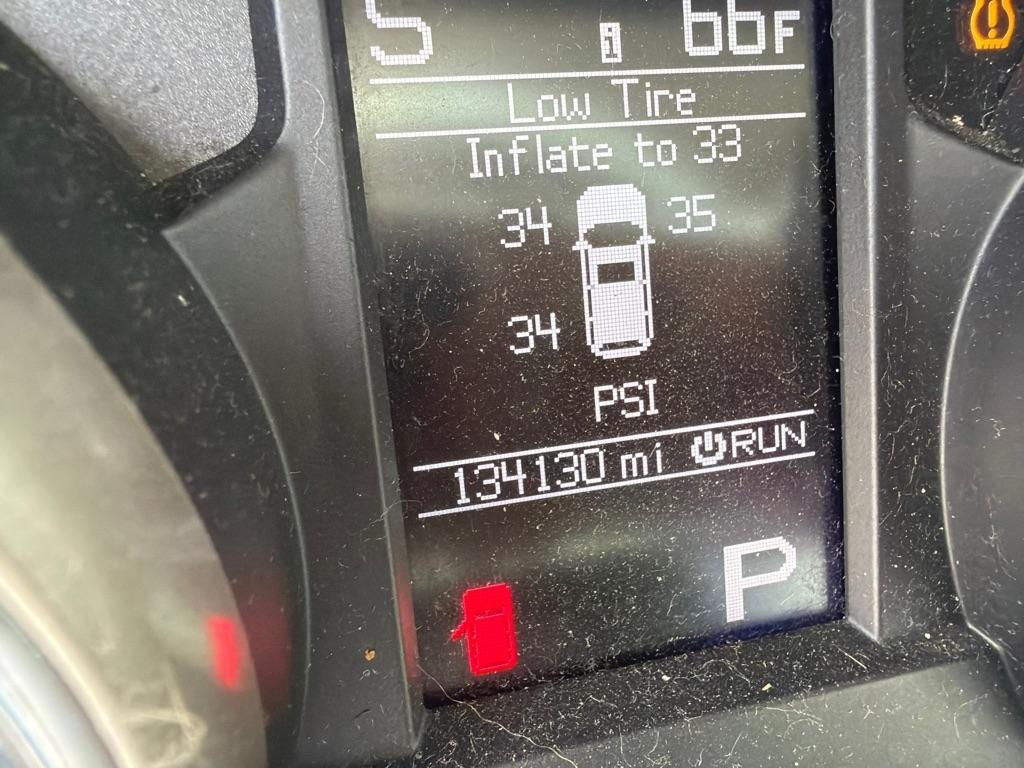 S 66F
Low Tire
Inflate to 33
34 35
34
PSI
134130 mi RUN
P